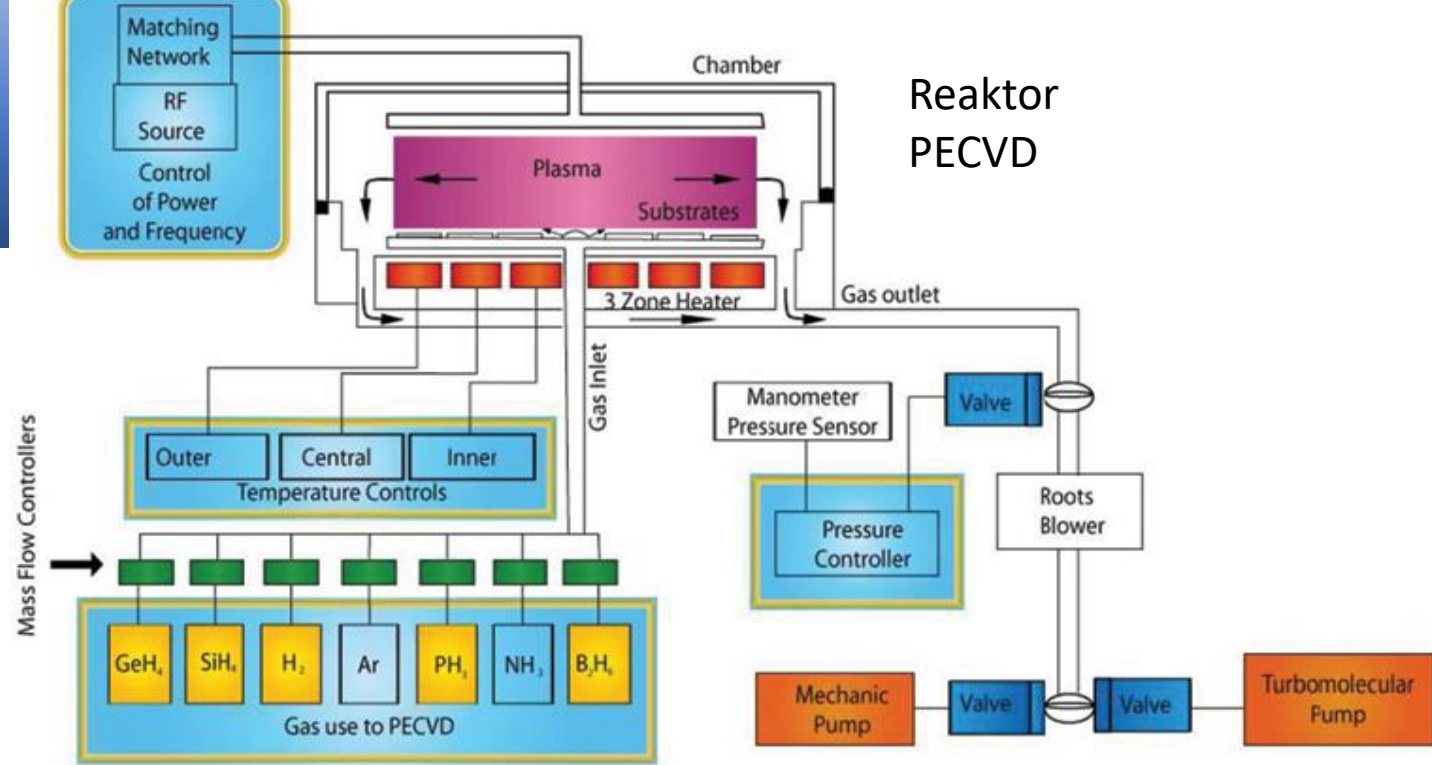 Matching
Network
RF
Source
Control
of Power
and Frequency
Chamber
Reaktor
PECVD
Plasma
Substrates
3 Zone Heater
Gas outlet
Gas Inlet
Manometer
Pressure Sensor
Valve
Outer
Central
Inner
Temperature Controls
Roots
Blower
Pressure
Controller
Mass Flow Controllers
GeH₄
SiH₄
H₂
Ar
PH₃
NH₃
B₂H₆
Gas use to PECVD
Mechanic
Pump
Valve
Valve
Turbomolecular
Pump